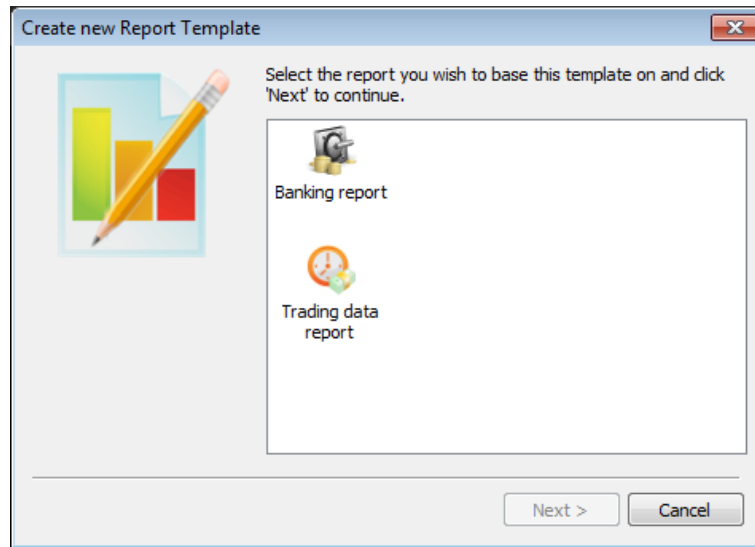 Create new Report Template
Select the report you wish to base this template on and click
'Next' to continue.
Banking report
Trading data
report
Next >
Cancel